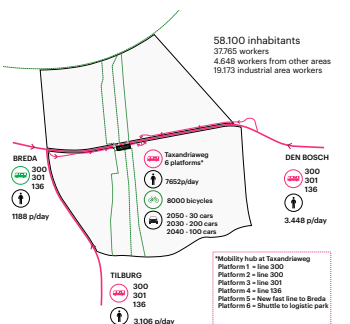 58.100 inhabitants
37.765 workers
4.648 workers from other areas
19.173 industrial area workers
Taxandriaweg
6 platforms*
7652p/day
8000 bicycles
2050 - 30 cars
2030 - 200 cars
2040 - 100 cars
BREDA
300
301
136
1188 p/day
DEN BOSCH
300
301
136
3.448 p/day
TILBURG
300
301
136
3.106 p/day
*Mobility hub at Taxandriaweg
Platform 1 = line 300
Platform 2 = line 300
Platform 3 = line 301
Platform 4 = line 136
Platform 5 = New fast line to Breda
Platform 6 = Shuttle to logistic park